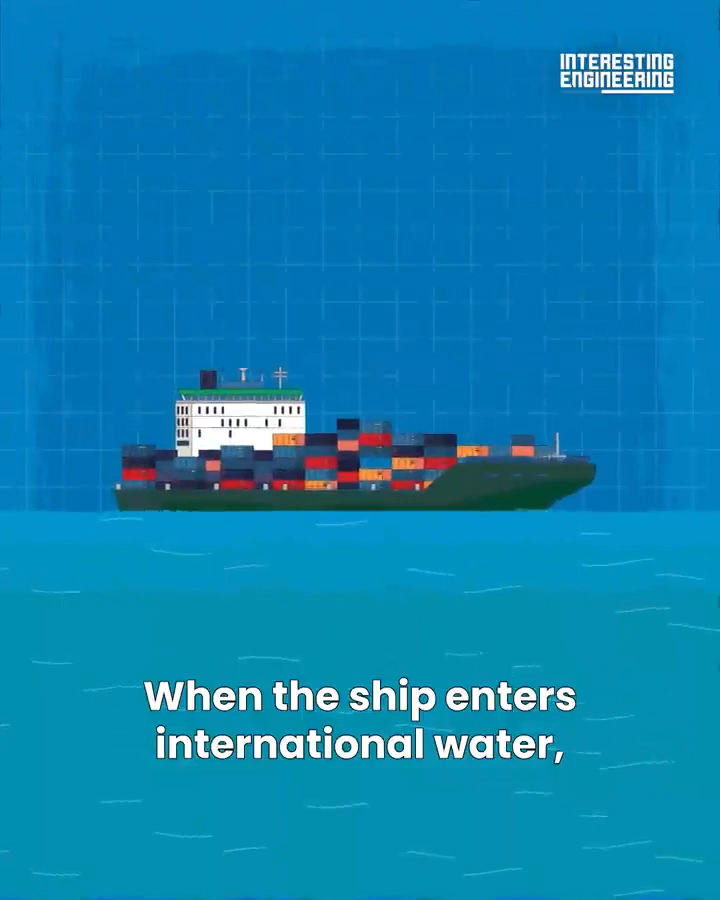 INTERESTING
ENGINEERING
When the ship enters
international water,